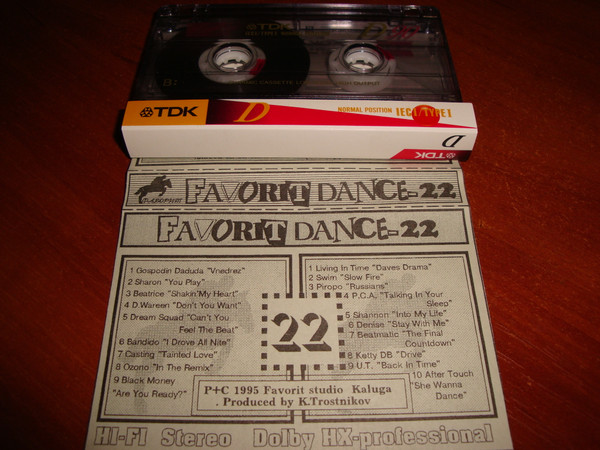 TDK
D 90
B:
OUTPUT
TDK
D
NORMAL POSITION IEC I/TYPE I
D
TDK
FAVORIT DANCE-22
FAVORIT DANCE-22
1 Gospodin Daduda "Vnedrez"
2 Sharon "You Play"
3 Beatrice "Shakin'My Heart"
4 D.Wareen "Don't You Want"
5 Dream Squad "Can't You
Feel The Beat"
6 Bandido "I Drove All Nite"
7 Casting "Tainted Love"
8 Ozono "In The Remix"
9 Black Money
"Are You Ready?"
1 Living In Time "Daves Drama"
2 Swim "Slow Fire"
3 Piropo "Russians"
4 P.C.A. "Talking In Your
Sleep"
5 Shannon "Into My Life"
6 Denise "Stay With Me"
7 Beatmatic "The Final
Countdown"
8 Ketty DB "Drive"
9 U.T. "Back In Time"
10 After Touch
"She Wanna
Dance"
22
P+C 1995 Favorit studio Kaluga
. Produced by K.Trostnikov
HI-FI Stereo Dolby HX-professional